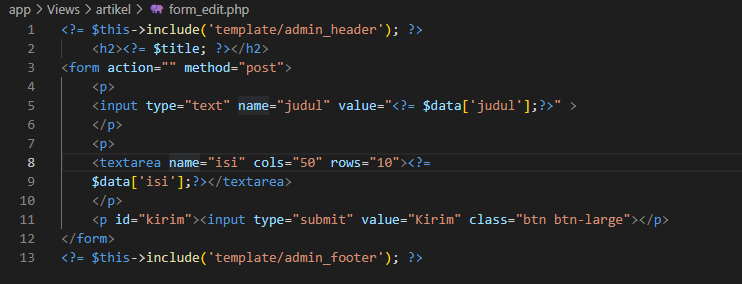 app > Views > artikel > form_edit.php
1 <?= $this->include('template/admin_header'); ?>
2 <h2><?= $title; ?></h2>
3 <form action="" method="post">
4 <p>
5 <input type="text" name="judul" value="<?= $data['judul'];?>" >
6 </p>
7 <p>
8 <textarea name="isi" cols="50" rows="10"><?=
9 $data['isi'];?></textarea>
10 </p>
11 <p id="kirim"><input type="submit" value="Kirim" class="btn btn-large"></p>
12 </form>
13 <?= $this->include('template/admin_footer'); ?>